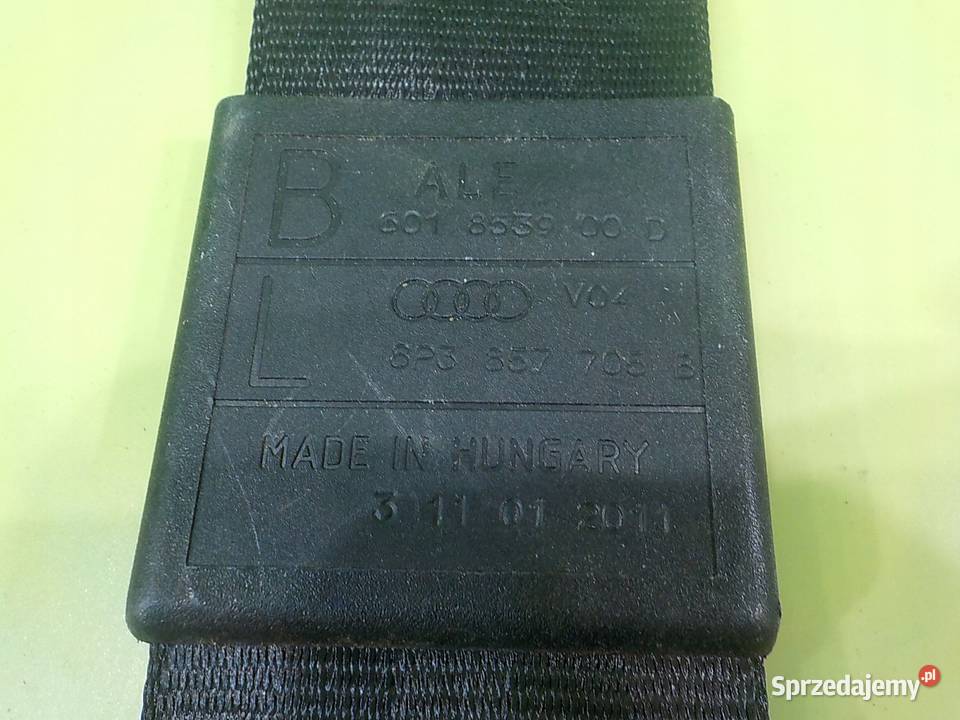 B
ALE
601 8539 00 D
L
V04
8P3 857 705 B
MADE IN HUNGARY
3 11 01 2011
Sprzedajemy.pl